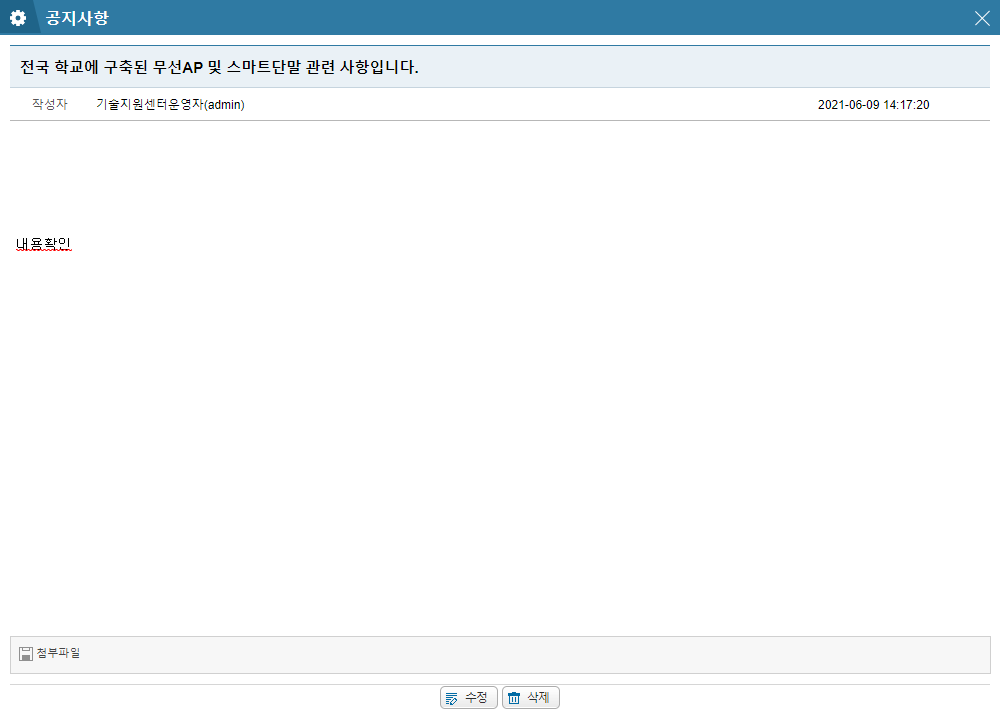 공지사항
전국 학교에 구축된 무선AP 및 스마트단말 관련 사항입니다.
작성자 기술지원센터운영자(admin) 2021-06-09 14:17:20
내용확인
첨부파일
수정 삭제